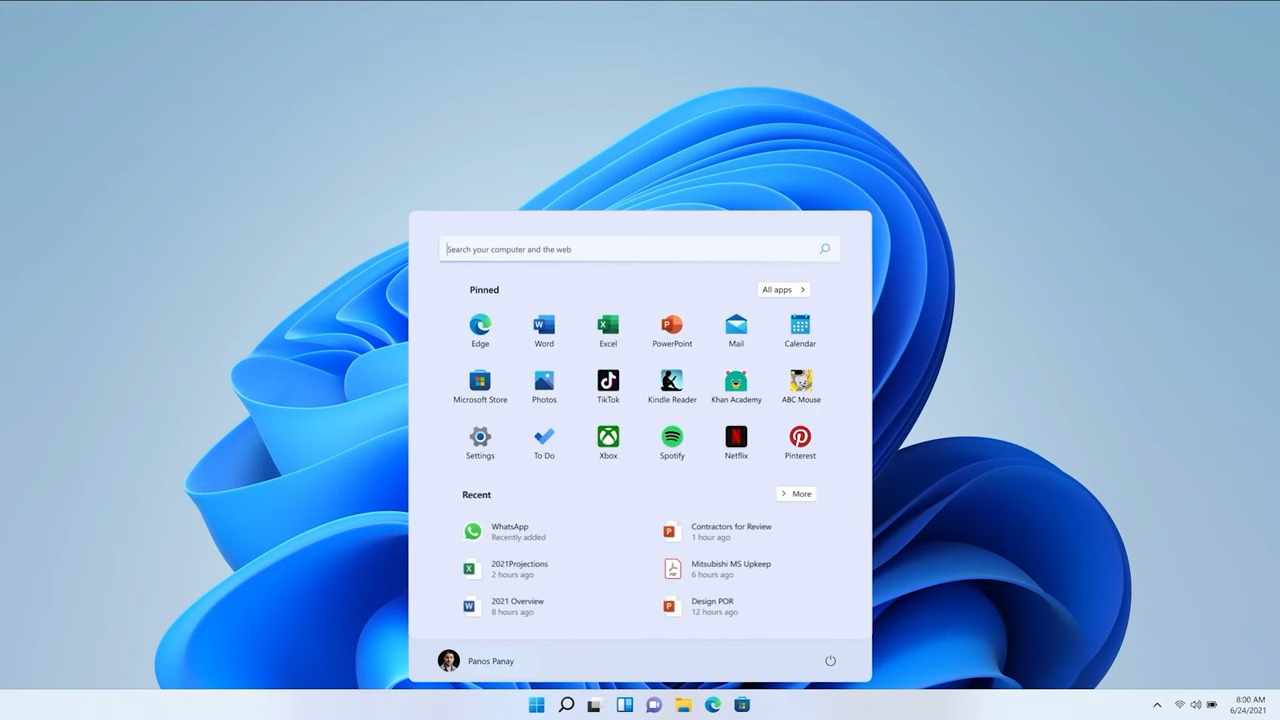 Search your computer and the web
Pinned
All apps
Edge
Word
Excel
PowerPoint
Mail
Calendar
Microsoft Store
Photos
TikTok
Kindle Reader
Khan Academy
ABC Mouse
Settings
To Do
Xbox
Spotify
Netflix
Pinterest
Recent
More
WhatsApp
Recently added
Contractors for Review
1 hour ago
2021Projections
2 hours ago
Mitsubishi MS Upkeep
6 hours ago
2021 Overview
8 hours ago
Design POR
12 hours ago
Panos Panay
8:00 AM
6/24/2021